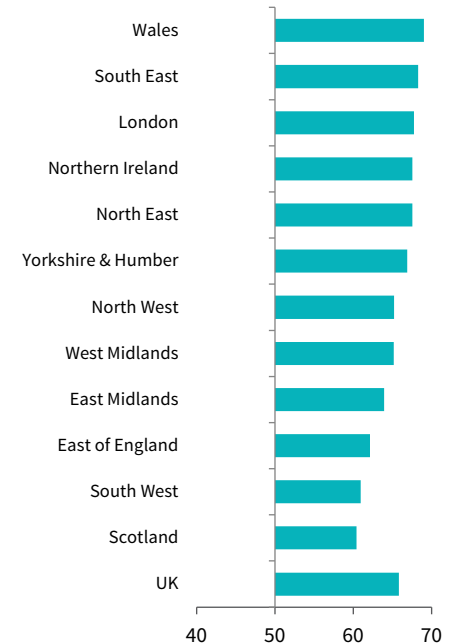 Wales
South East
London
Northern Ireland
North East
Yorkshire & Humber
North West
West Midlands
East Midlands
East of England
South West
Scotland
UK
40 50 60 70